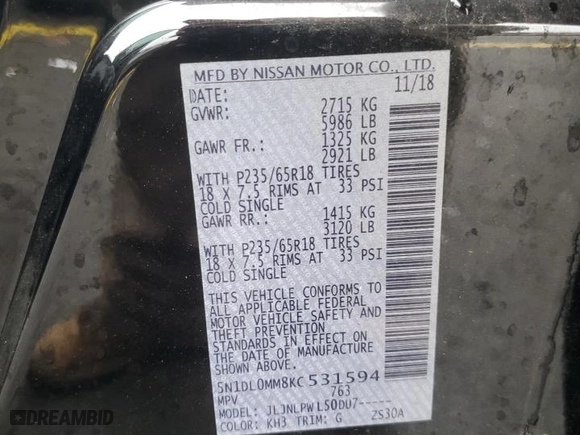 MFD BY NISSAN MOTOR CO., LTD.
DATE: 11/18
GVWR: 2715 KG
5986 LB
GAWR FR.: 1325 KG
2921 LB
WITH P235/65R18 TIRES
18 X 7.5 RIMS AT 33 PSI
COLD SINGLE
GAWR RR.: 1415 KG
3120 LB
WITH P235/65R18 TIRES
18 X 7.5 RIMS AT 33 PSI
COLD SINGLE
THIS VEHICLE CONFORMS TO
ALL APPLICABLE FEDERAL
MOTOR VEHICLE SAFETY AND
THEFT PREVENTION
STANDARDS IN EFFECT ON
THE DATE OF MANUFACTURE
SHOWN ABOVE.
5N1DL0MM8KC531594
MPV 763
MODEL: JLJNLPWL50DU7-----
COLOR: KH3 TRIM: G ZS30A
DREAMBID